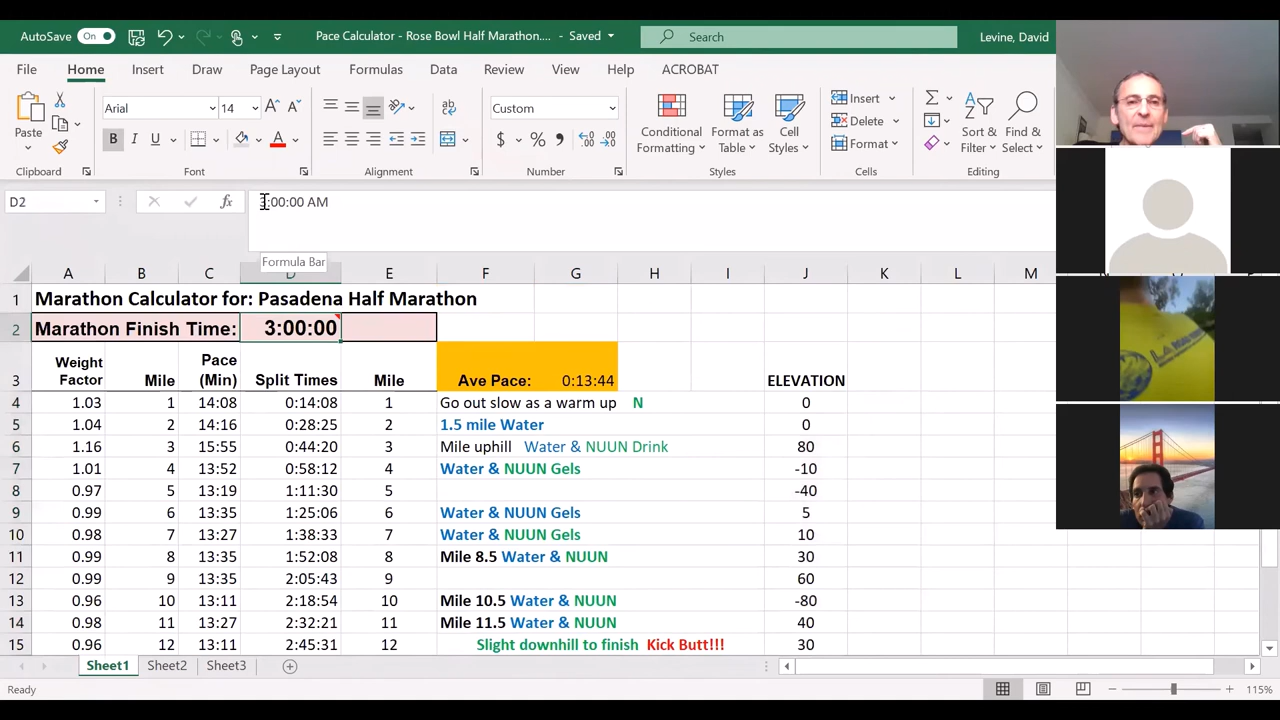 AutoSave On Pace Calculator - Rose Bowl Half Marathon.... - Saved Search Levine, David
File Home Insert Draw Page Layout Formulas Data Review View Help ACROBAT
Paste Arial 14 Custom Conditional Formatting Format as Table Cell Styles Insert Delete Format Sort & Filter Find & Select
Clipboard Font Alignment Number Styles Cells Editing
D2 fx 3:00:00 AM
Formula Bar
A B C D E F G H I J K L M
1 Marathon Calculator for: Pasadena Half Marathon
2 Marathon Finish Time: 3:00:00
3 Weight Factor Mile Pace (Min) Split Times Mile Ave Pace: 0:13:44 ELEVATION
4 1.03 1 14:08 0:14:08 1 Go out slow as a warm up N 0
5 1.04 2 14:16 0:28:25 2 1.5 mile Water 0
6 1.16 3 15:55 0:44:20 3 Mile uphill Water & NUUN Drink 80
7 1.01 4 13:52 0:58:12 4 Water & NUUN Gels -10
8 0.97 5 13:19 1:11:30 5 -40
9 0.99 6 13:35 1:25:06 6 Water & NUUN Gels 5
10 0.98 7 13:27 1:38:33 7 Water & NUUN Gels 10
11 0.99 8 13:35 1:52:08 8 Mile 8.5 Water & NUUN 30
12 0.99 9 13:35 2:05:43 9 60
13 0.96 10 13:11 2:18:54 10 Mile 10.5 Water & NUUN -80
14 0.98 11 13:27 2:32:21 11 Mile 11.5 Water & NUUN 40
15 0.96 12 13:11 2:45:31 12 Slight downhill to finish Kick Butt!!! 30
Sheet1 Sheet2 Sheet3
Ready 115%